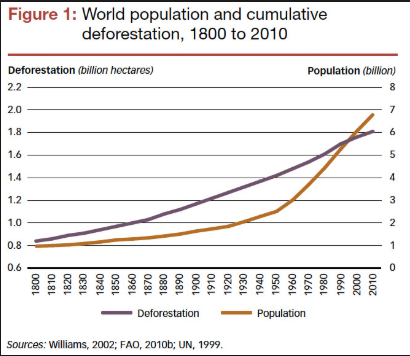 Figure 1: World population and cumulative
deforestation, 1800 to 2010
Deforestation (billion hectares) Population (billion)
2.2 8
2.0 7
1.8 6
1.6 5
1.4 4
1.2 3
1.0 2
0.8 1
0.6 0
1800 1810 1820 1830 1840 1850 1860 1870 1880 1890 1900 1910 1920 1930 1940 1950 1960 1970 1980 1990 2000 2010
Deforestation Population
Sources: Williams, 2002; FAO, 2010b; UN, 1999.